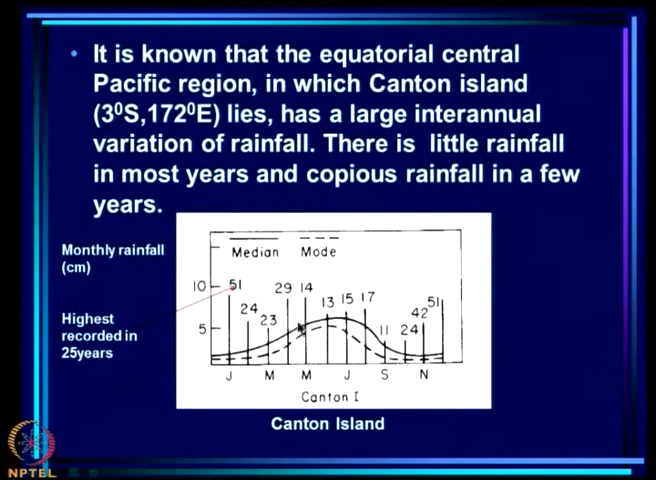 • It is known that the equatorial central
Pacific region, in which Canton island
(3⁰S,172⁰E) lies, has a large interannual
variation of rainfall. There is little rainfall
in most years and copious rainfall in a few
years.
Monthly rainfall
(cm)
Highest
recorded in
25years
Median Mode
10 51 24 23 29 14 13 15 17 11 24 42 51
5
J M M J S N
Canton I
Canton Island
NPTEL